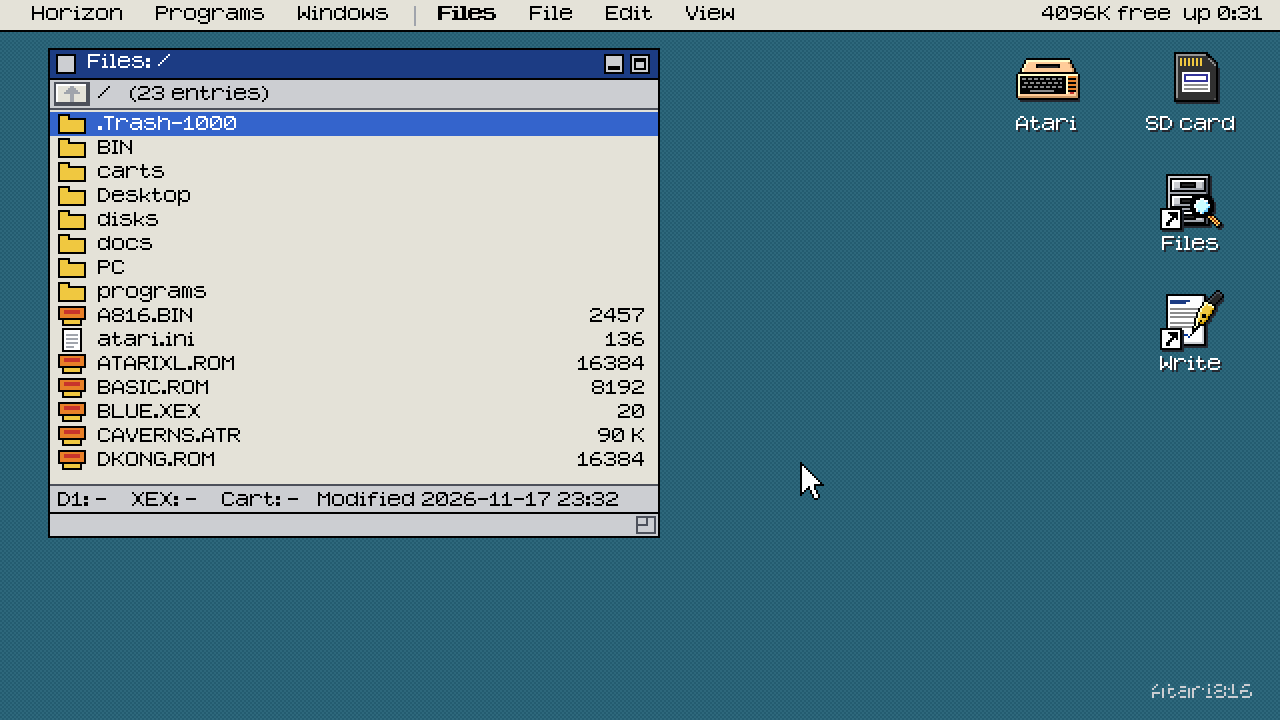 Horizon Programs Windows | Files File Edit View 4096K free up 0:31
Files: /
/ (23 entries)
.Trash-1000
BIN
carts
Desktop
disks
docs
PC
programs
A816.BIN 2457
atari.ini 136
ATARIXL.ROM 16384
BASIC.ROM 8192
BLUE.XEX 20
CAVERNS.ATR 90 K
DKONG.ROM 16384
D1: - XEX: - Cart: - Modified 2026-11-17 23:32
Atari
SD card
Files
Write
Atari816